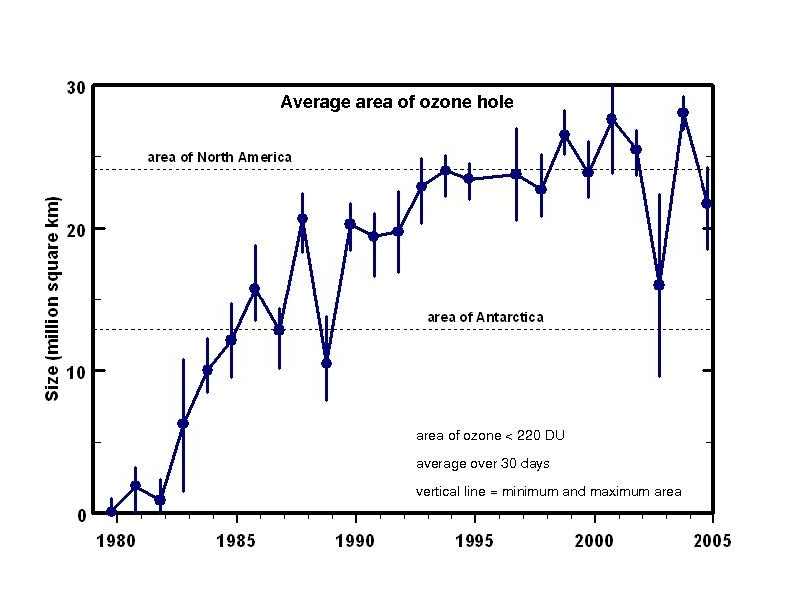 Average area of ozone hole
30
area of North America
20
Size (million square km)
area of Antarctica
10
area of ozone < 220 DU
average over 30 days
vertical line = minimum and maximum area
0
1980 1985 1990 1995 2000 2005